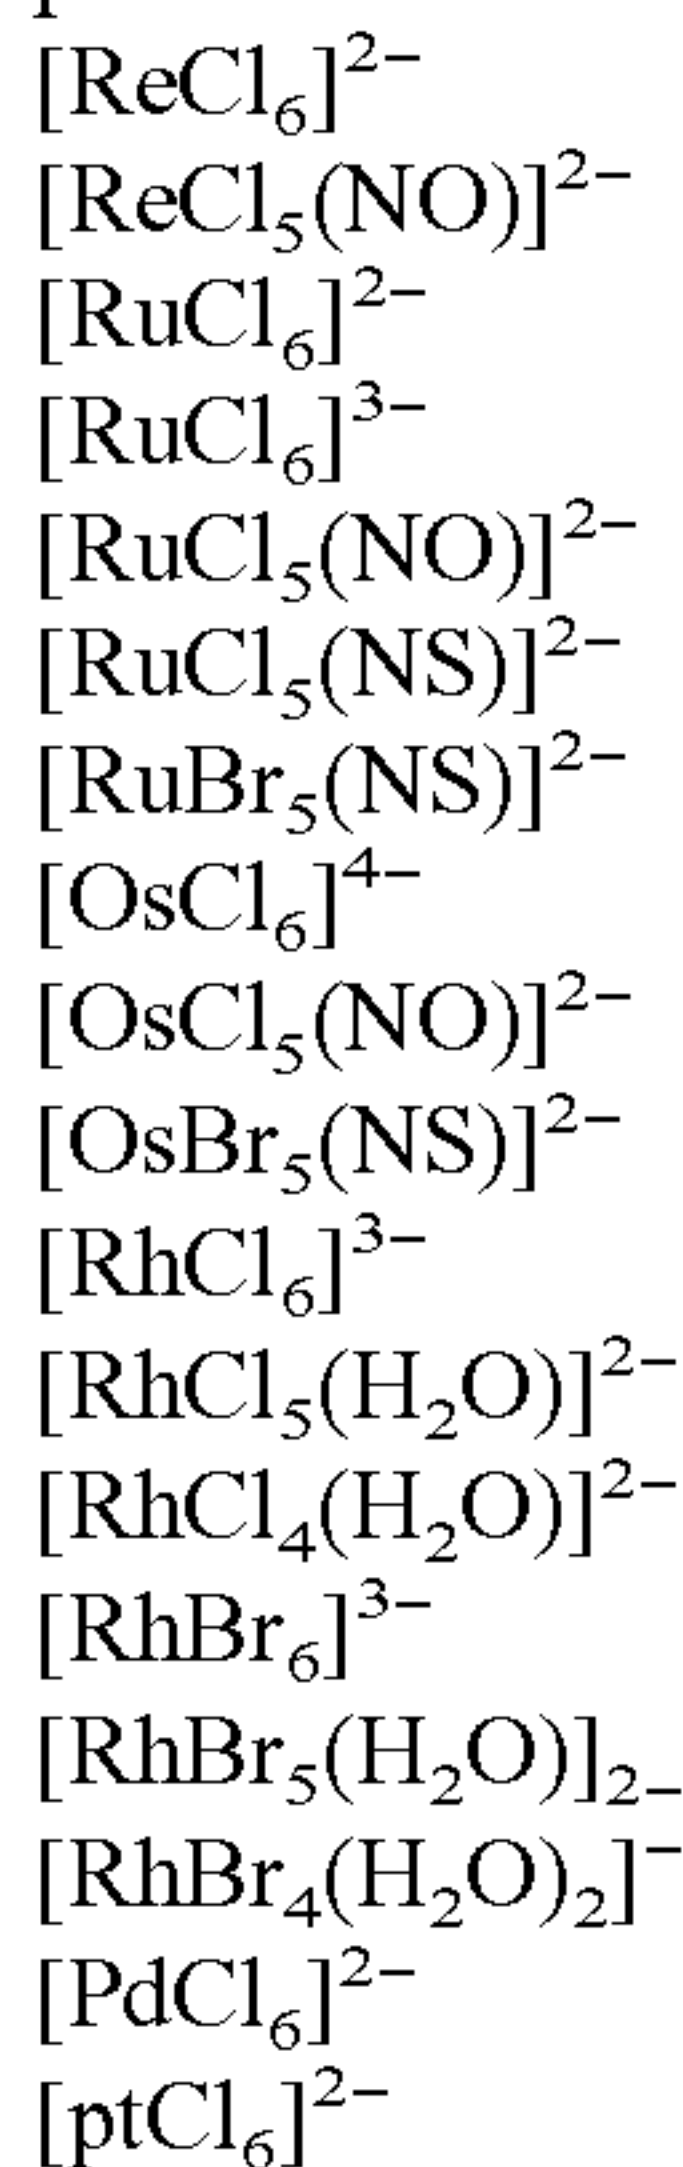 [ReCl₆]²⁻
[ReCl₅(NO)]²⁻
[RuCl₆]²⁻
[RuCl₆]³⁻
[RuCl₅(NO)]²⁻
[RuCl₅(NS)]²⁻
[RuBr₅(NS)]²⁻
[OsCl₆]⁴⁻
[OsCl₅(NO)]²⁻
[OsBr₅(NS)]²⁻
[RhCl₆]³⁻
[RhCl₅(H₂O)]²⁻
[RhCl₄(H₂O)]²⁻
[RhBr₆]³⁻
[RhBr₅(H₂O)]₂₋
[RhBr₄(H₂O)₂]⁻
[PdCl₆]²⁻
[ptCl₆]²⁻